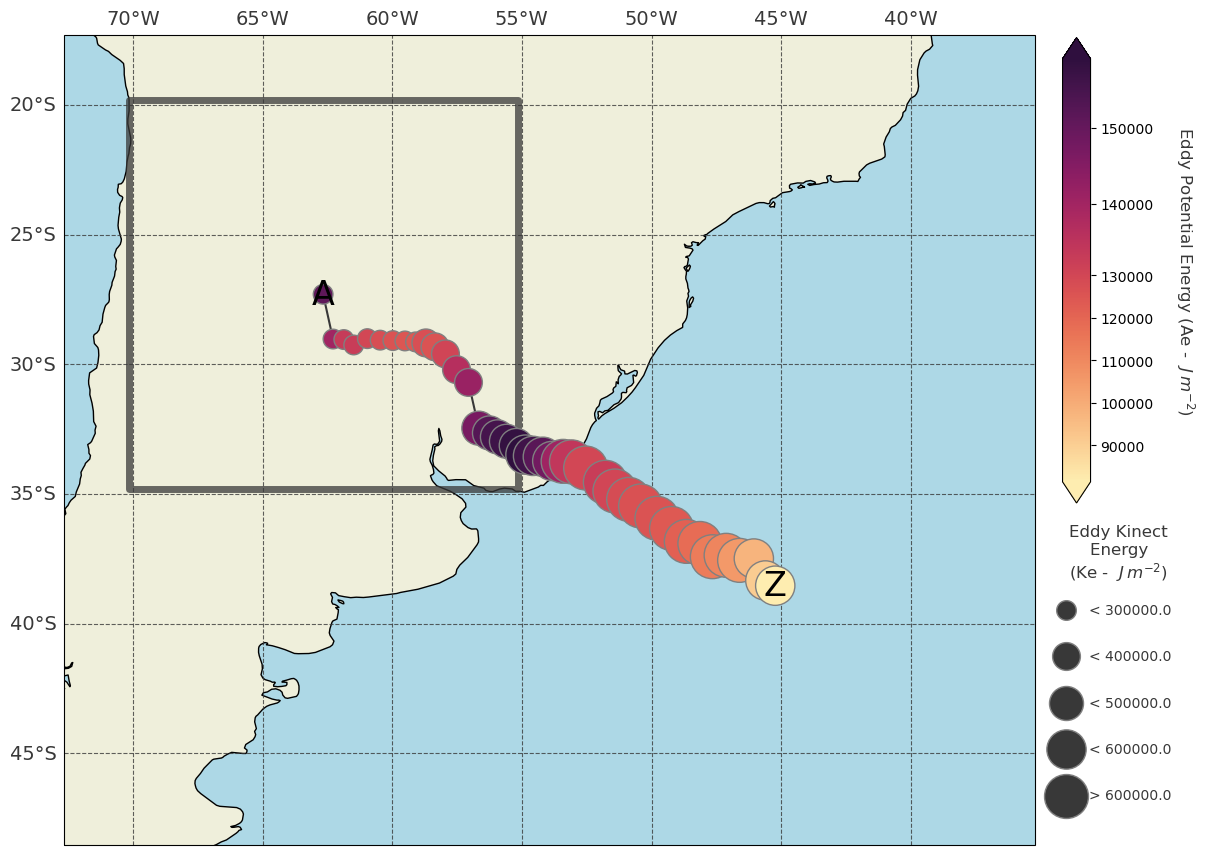 70°W 65°W 60°W 55°W 50°W 45°W 40°W
20°S
25°S
30°S
35°S
40°S
45°S
A
Z
150000
140000
130000
120000
110000
100000
90000
Eddy Potential Energy (Ae - J m⁻²)
Eddy Kinect
Energy
(Ke - J m⁻²)
< 300000.0
< 400000.0
< 500000.0
< 600000.0
> 600000.0